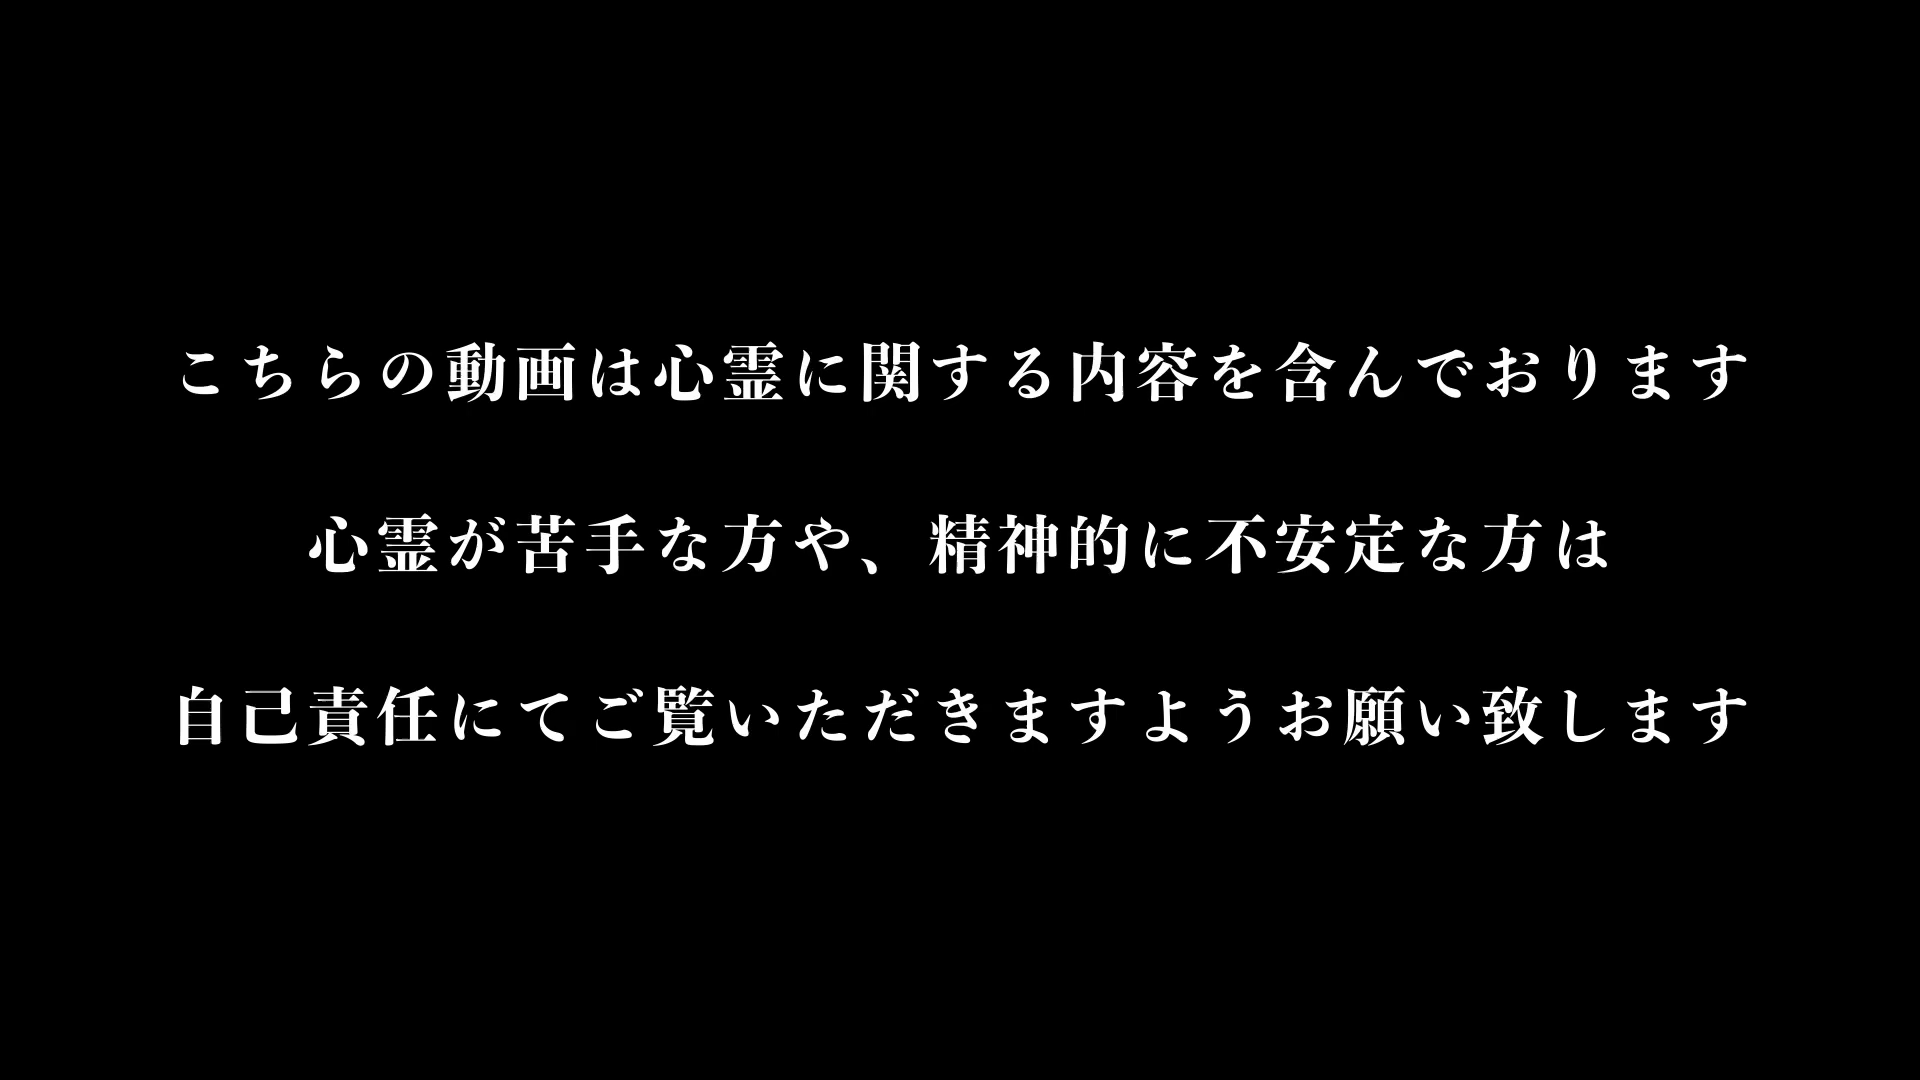 こちらの動画は心霊に関する内容を含んでおります
心霊が苦手な方や、精神的に不安定な方は
自己責任にてご覧いただきますようお願い致します